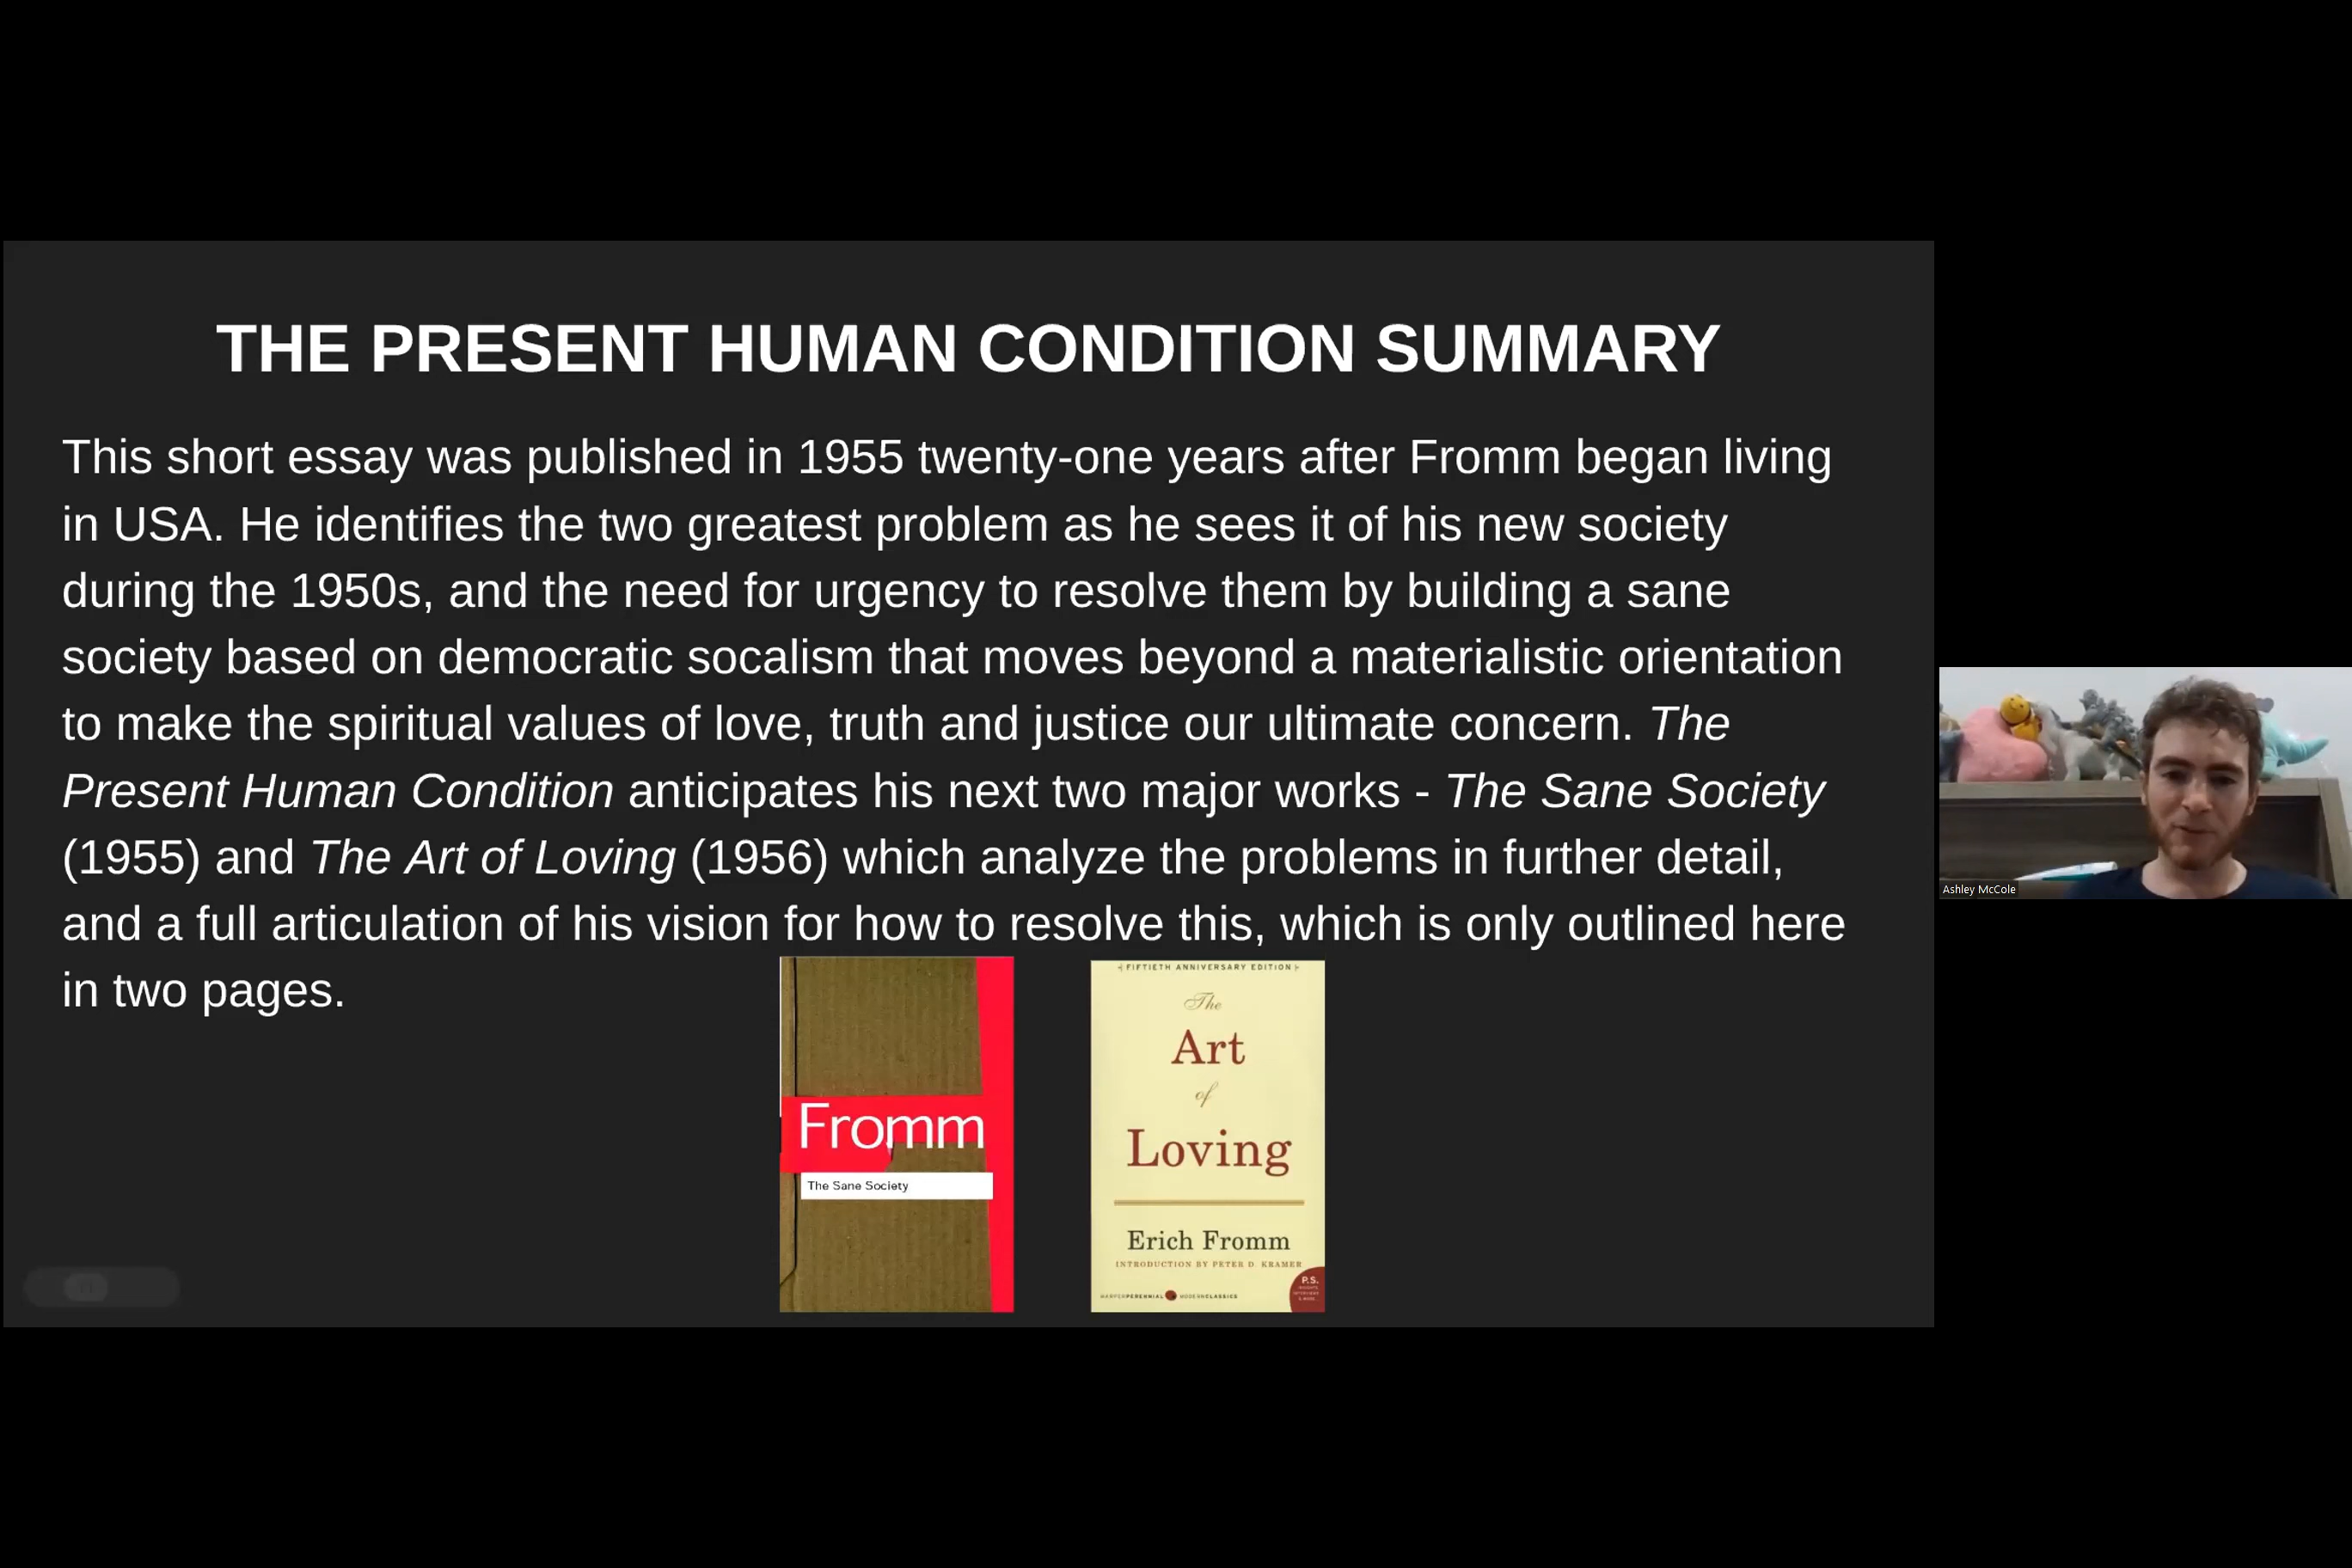 THE PRESENT HUMAN CONDITION SUMMARY
This short essay was published in 1955 twenty-one years after Fromm began living
in USA. He identifies the two greatest problem as he sees it of his new society
during the 1950s, and the need for urgency to resolve them by building a sane
society based on democratic socalism that moves beyond a materialistic orientation
to make the spiritual values of love, truth and justice our ultimate concern. The
Present Human Condition anticipates his next two major works - The Sane Society
(1955) and The Art of Loving (1956) which analyze the problems in further detail,
and a full articulation of his vision for how to resolve this, which is only outlined here
in two pages.
Fromm
The Sane Society
FIFTIETH ANNIVERSARY EDITION
The
Art
of
Loving
Erich Fromm
INTRODUCTION BY PETER D. KRAMER
P.S.
HARPERPERENNIAL MODERNCLASSICS
Ashley McCole